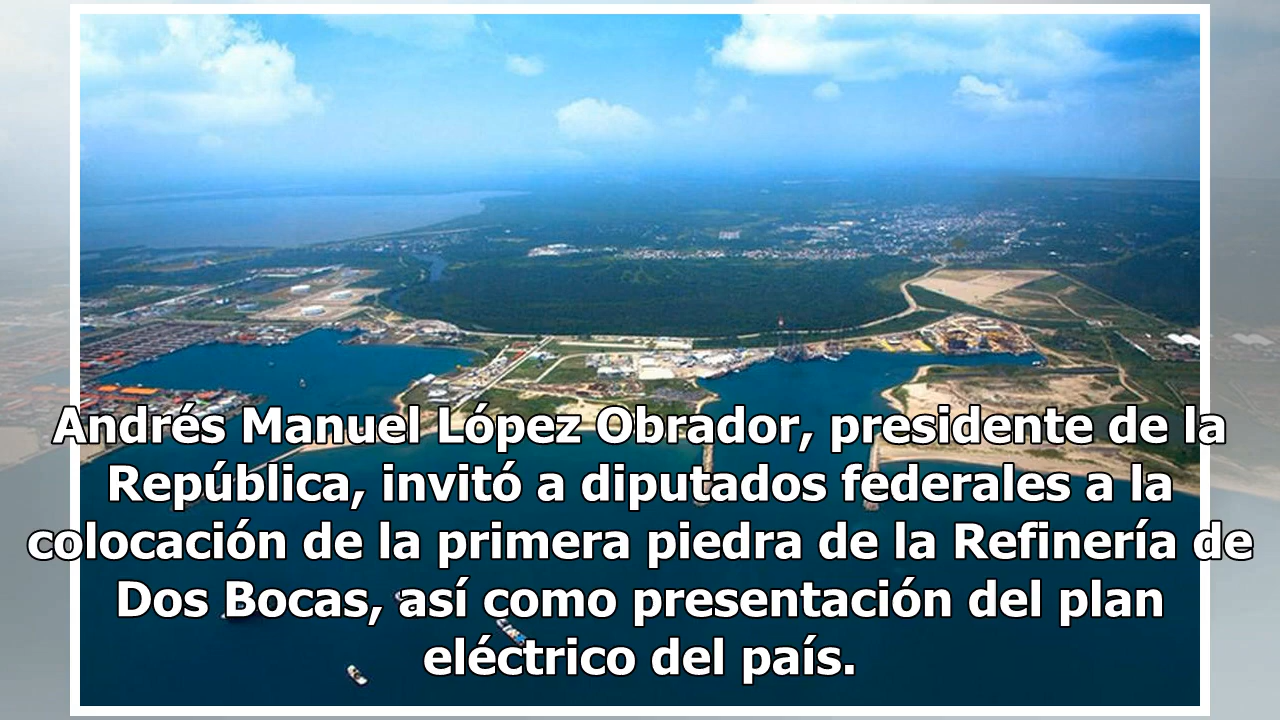 Andrés Manuel López Obrador, presidente de la
República, invitó a diputados federales a la
colocación de la primera piedra de la Refinería de
Dos Bocas, así como presentación del plan
eléctrico del país.